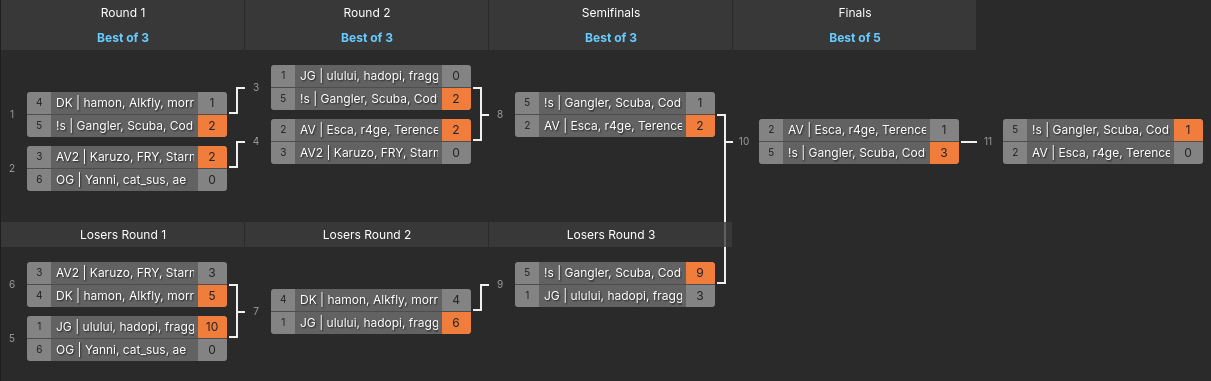 Round 1 Round 2 Semifinals Finals
Best of 3 Best of 3 Best of 3 Best of 5
1
4 DK | hamon, Alkfly, morr 1
5 !s | Gangler, Scuba, Cod 2
2
3 AV2 | Karuzo, FRY, Starr 2
6 OG | Yanni, cat_sus, ae 0
3
1 JG | ulului, hadopi, fragg 0
5 !s | Gangler, Scuba, Cod 2
4
2 AV | Esca, r4ge, Terence 2
3 AV2 | Karuzo, FRY, Starr 0
8
5 !s | Gangler, Scuba, Cod 1
2 AV | Esca, r4ge, Terence 2
10
2 AV | Esca, r4ge, Terence 1
5 !s | Gangler, Scuba, Cod 3
11
5 !s | Gangler, Scuba, Cod 1
2 AV | Esca, r4ge, Terence 0
Losers Round 1 Losers Round 2 Losers Round 3
6
3 AV2 | Karuzo, FRY, Starr 3
4 DK | hamon, Alkfly, morr 5
5
1 JG | ulului, hadopi, fragg 10
6 OG | Yanni, cat_sus, ae 0
7
4 DK | hamon, Alkfly, morr 4
1 JG | ulului, hadopi, fragg 6
9
5 !s | Gangler, Scuba, Cod 9
1 JG | ulului, hadopi, fragg 3